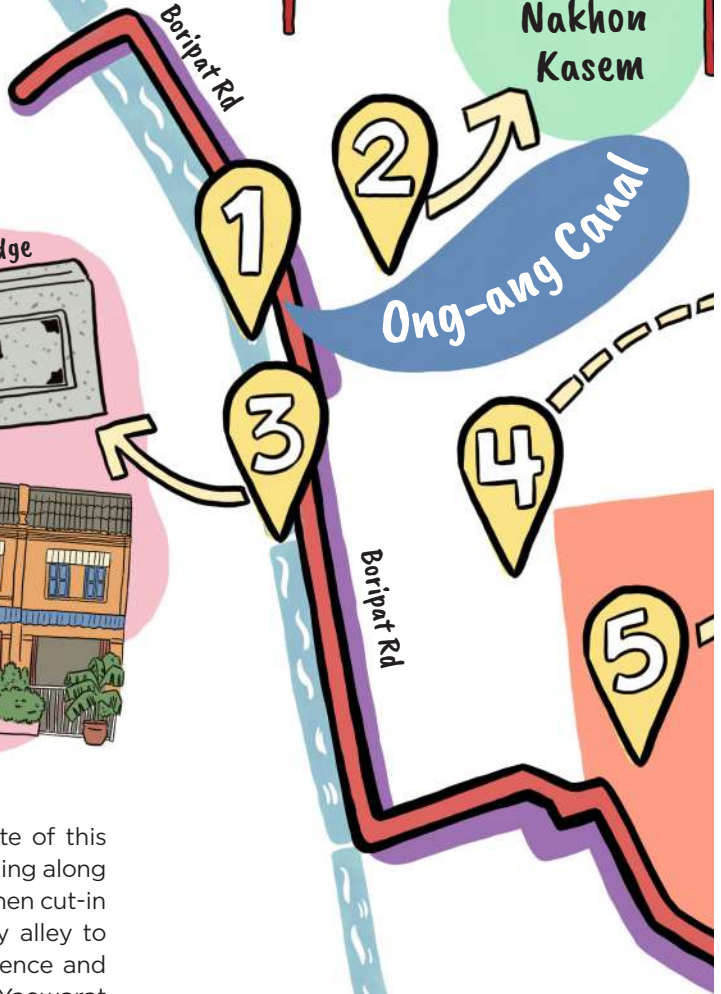 Boripat Rd
Nakhon
Kasem
2
1
Ong-ang Canal
dge
3
4
Boripat Rd
5
te of this
ing along
hen cut-in
y alley to
ence and
Yaowarat